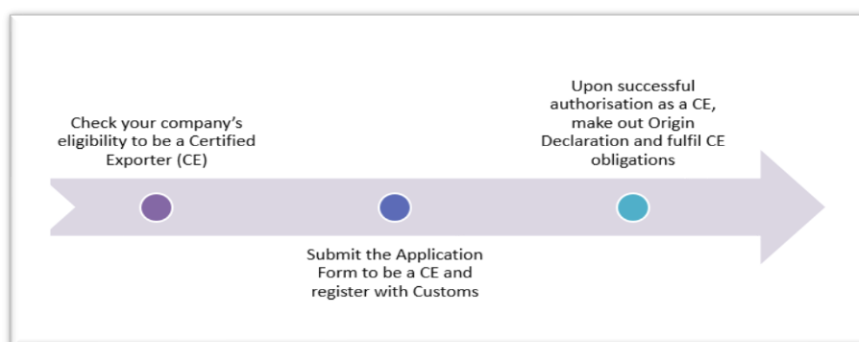 Check your company's
eligibility to be a Certified
Exporter (CE)
Submit the Application
Form to be a CE and
register with Customs
Upon successful
authorisation as a CE,
make out Origin
Declaration and fulfil CE
obligations